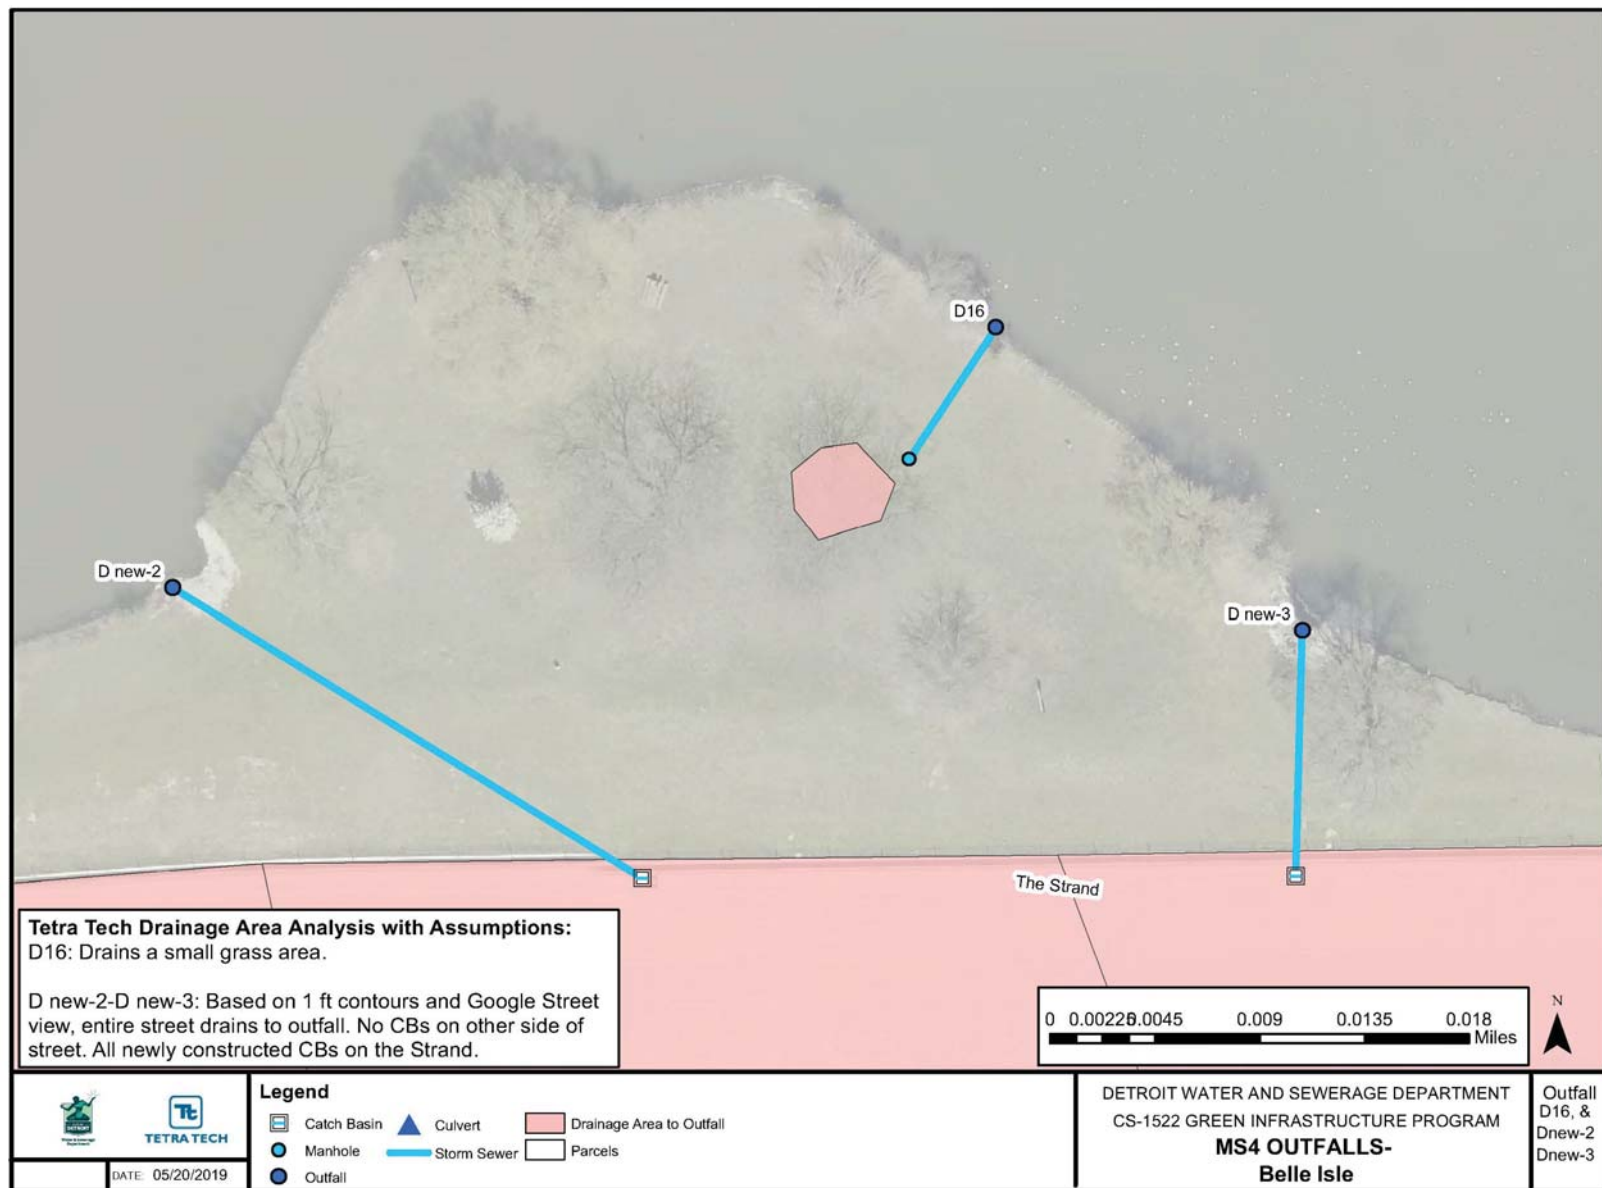 D16
D new-2
D new-3
The Strand
Tetra Tech Drainage Area Analysis with Assumptions:
D16: Drains a small grass area.
D new-2-D new-3: Based on 1 ft contours and Google Street
view, entire street drains to outfall. No CBs on other side of
street. All newly constructed CBs on the Strand.
0 0.002250.0045 0.009 0.0135 0.018
Miles
N
TETRA TECH
DATE: 05/20/2019
Legend
Catch Basin
Manhole
Outfall
Culvert
Storm Sewer
Drainage Area to Outfall
Parcels
DETROIT WATER AND SEWERAGE DEPARTMENT
CS-1522 GREEN INFRASTRUCTURE PROGRAM
MS4 OUTFALLS-
Belle Isle
Outfall
D16, &
Dnew-2
Dnew-3